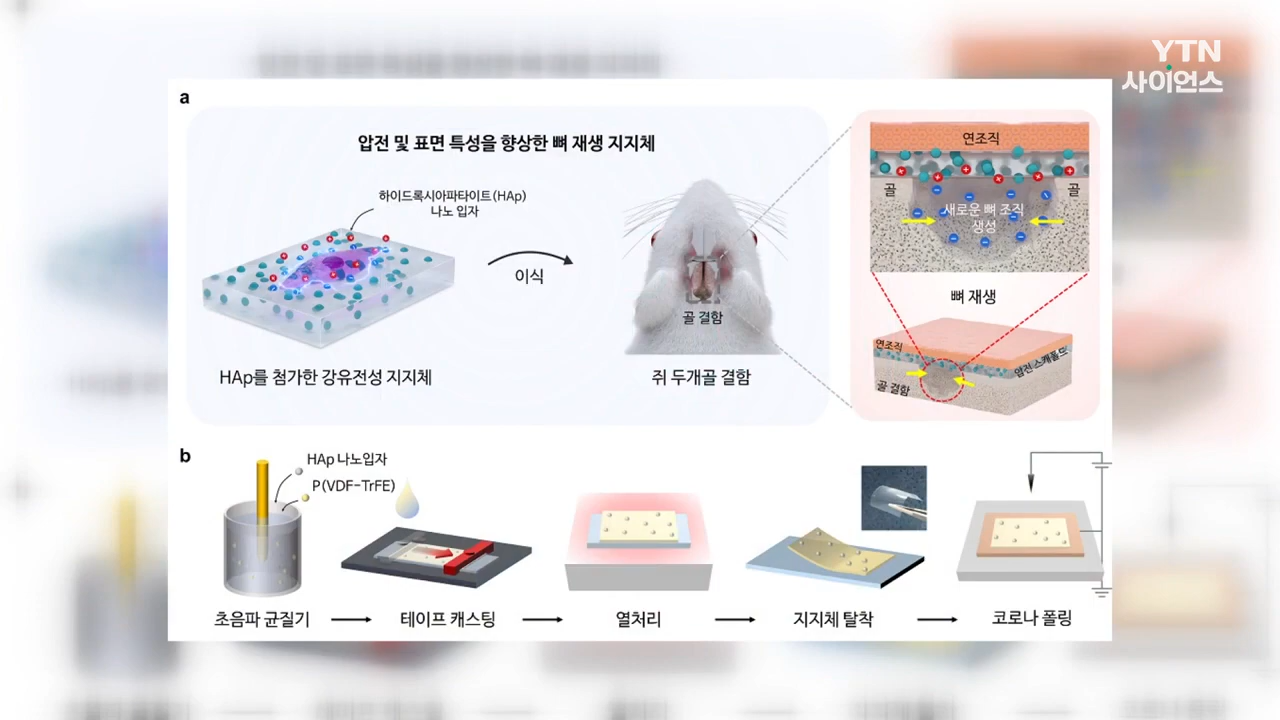 YTN
사이언스
a
압전 및 표면 특성을 향상한 뼈 재생 지지체
하이드록시아파타이트(HAp)
나노 입자
이식
HAp를 첨가한 강유전성 지지체
골 결함
쥐 두개골 결함
연조직
골
골
새로운 뼈 조직
생성
뼈 재생
연조직
압전 스캐폴드
골 결함
b
HAp 나노입자
P(VDF-TrFE)
초음파 균질기
테이프 캐스팅
열처리
지지체 탈착
코로나 폴링